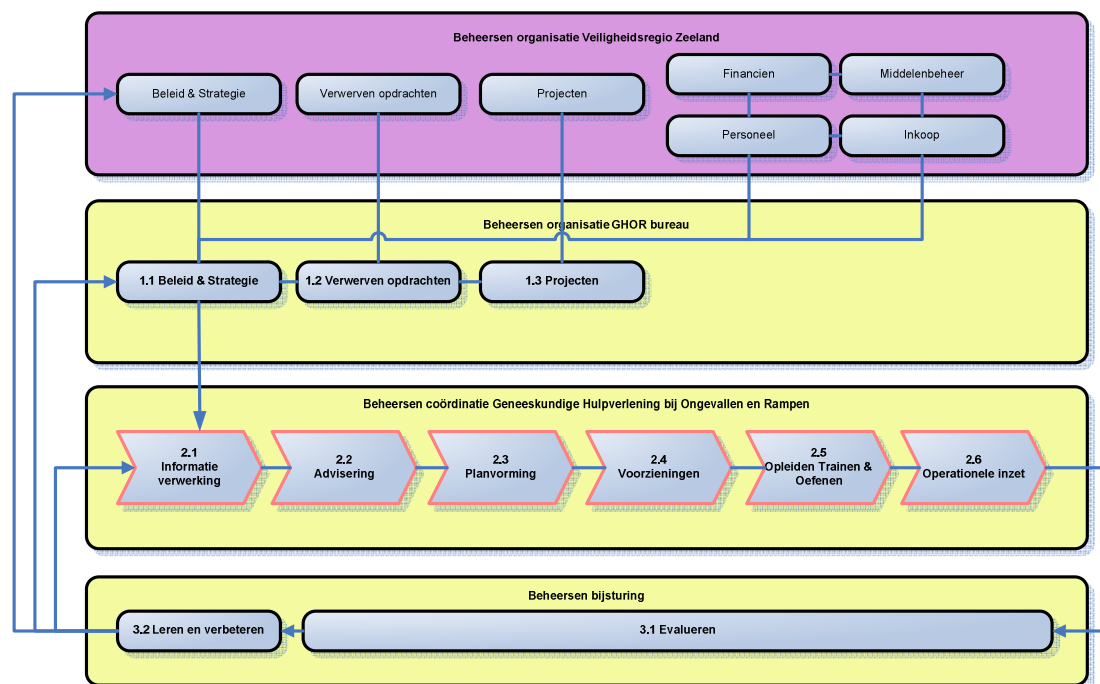 Beheersen organisatie Veiligheidsregio Zeeland
Beleid & Strategie
Verwerven opdrachten
Projecten
Financien
Middelenbeheer
Personeel
Inkoop
Beheersen organisatie GHOR bureau
1.1 Beleid & Strategie
1.2 Verwerven opdrachten
1.3 Projecten
Beheersen coördinatie Geneeskundige Hulpverlening bij Ongevallen en Rampen
2.1
Informatie
verwerking
2.2
Advisering
2.3
Planvorming
2.4
Voorzieningen
2.5
Opleiden Trainen &
Oefenen
2.6
Operationele inzet
Beheersen bijsturing
3.2 Leren en verbeteren
3.1 Evalueren